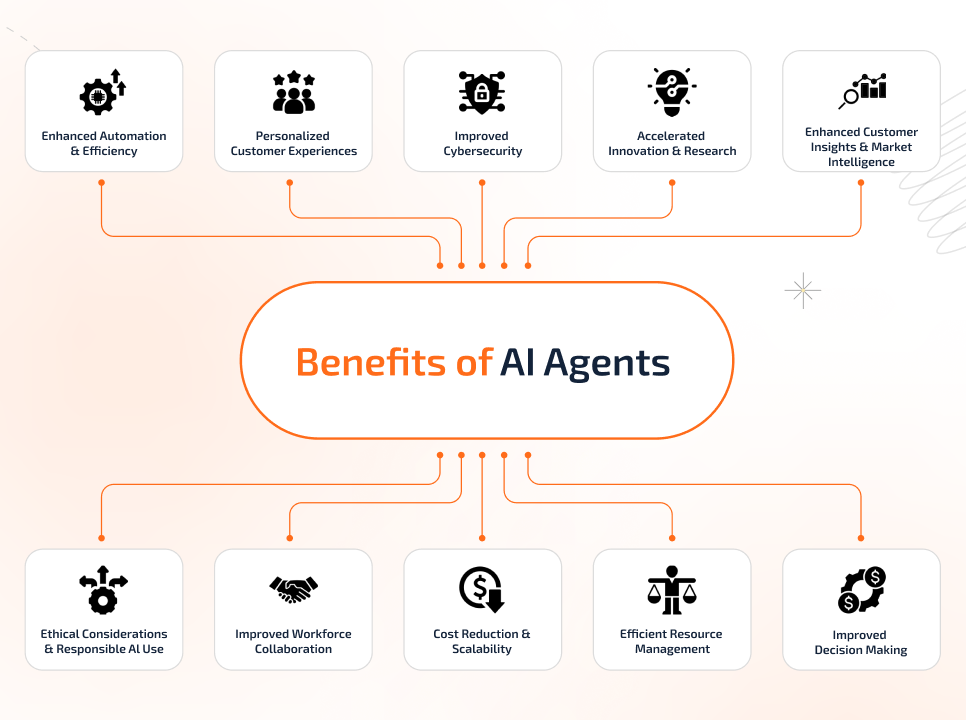 Enhanced Automation
& Efficiency
Personalized
Customer Experiences
Improved
Cybersecurity
Accelerated
Innovation & Research
Enhanced Customer
Insights & Market
Intelligence
Benefits of AI Agents
Ethical Considerations
& Responsible AI Use
Improved Workforce
Collaboration
Cost Reduction &
Scalability
Efficient Resource
Management
Improved
Decision Making